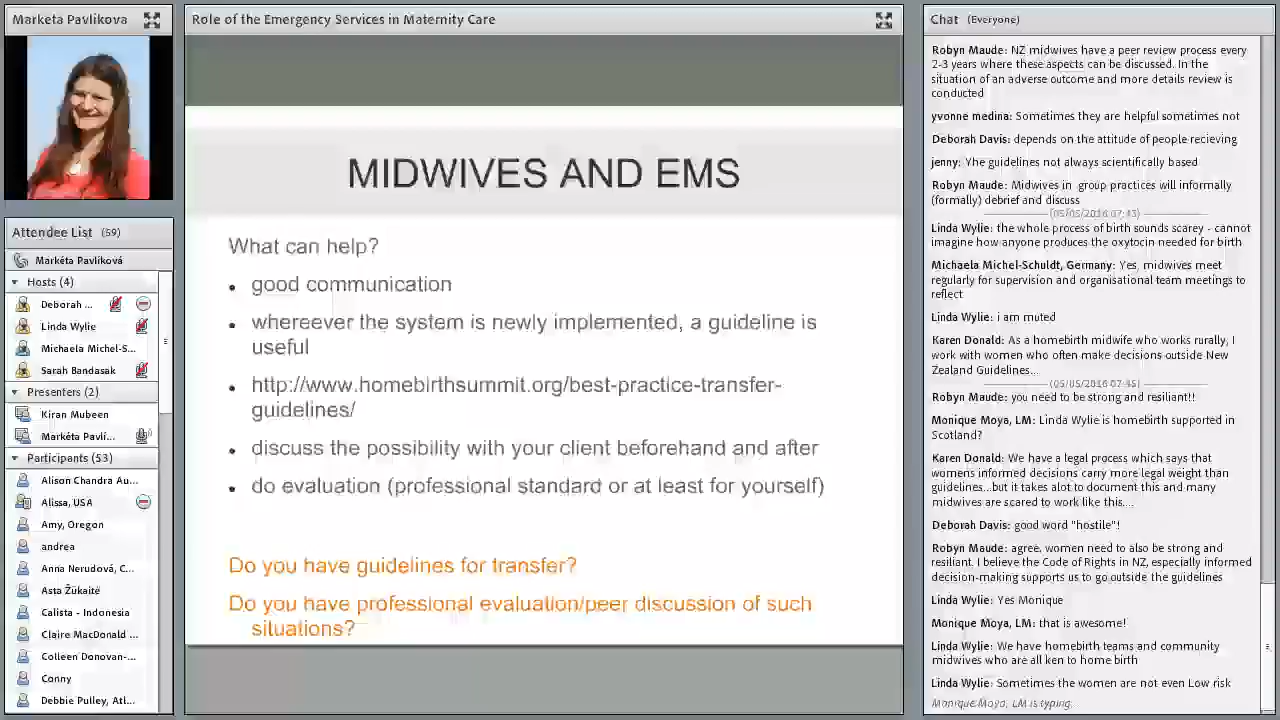 Marketa Pavlikova
Attendee List (59)
Markéta Pavlíková
Hosts (4)
Deborah ...
Linda Wylie
Michaela Michel-S...
Sarah Bandasak
Presenters (2)
Kiran Mubeen
Markéta Pavlí...
Participants (53)
Alison Chandra Au...
Alissa, USA
Amy, Oregon
andrea
Anna Nerudová, C...
Asta Žūkaitė
Calista - Indonesia
Claire MacDonald ...
Colleen Donovan-...
Conny
Debbie Pulley, Atl...
Role of the Emergency Services in Maternity Care
MIDWIVES AND EMS
What can help?
• good communication
• whereever the system is newly implemented, a guideline is
useful
• http://www.homebirthsummit.org/best-practice-transfer-
guidelines/
• discuss the possibility with your client beforehand and after
• do evaluation (professional standard or at least for yourself)
Do you have guidelines for transfer?
Do you have professional evaluation/peer discussion of such
situations?
Chat (Everyone)
Robyn Maude: NZ midwives have a peer review process every
2-3 years where these aspects can be discussed. In the
situation of an adverse outcome and more details review is
conducted
yvonne medina: Sometimes they are helpful sometimes not
Deborah Davis: depends on the attitude of people recieving
jenny: Yhe guidelines not always scientifically based
Robyn Maude: Midwives in group practices will informally
(formally) debrief and discuss
(05/05/2016 07:43)
Linda Wylie: the whole process of birth sounds scarey - cannot
imagine how anyone produces the oxytocin needed for birth
Michaela Michel-Schuldt, Germany: Yes, midwives meet
regularly for supervision and organisational team meetings to
reflect
Linda Wylie: i am muted
Karen Donald: As a homebirth midwife who works rurally, I
work with women who often make decisions outside New
Zealand Guidelines...
(05/05/2016 07:45)
Robyn Maude: you need to be strong and resiliant!!
Monique Moya, LM: Linda Wylie is homebirth supported in
Scotland?
Karen Donald: We have a legal process which says that
womens informed decisions carry more legal weight than
guidelines...but it takes alot to document this and many
midwives are scared to work like this....
Deborah Davis: good word "hostile"!
Robyn Maude: agree, women need to also be strong and
resiliant. I believe the Code of Rights in NZ, especially informed
decision-making supports us to go outside the guidelines
Linda Wylie: Yes Monique
Monique Moya, LM: that is awesome!
Linda Wylie: We have homebirth teams and community
midwives who are all ken to home birth
Linda Wylie: Sometimes the women are not even Low risk
Monique Moya, LM is typing.